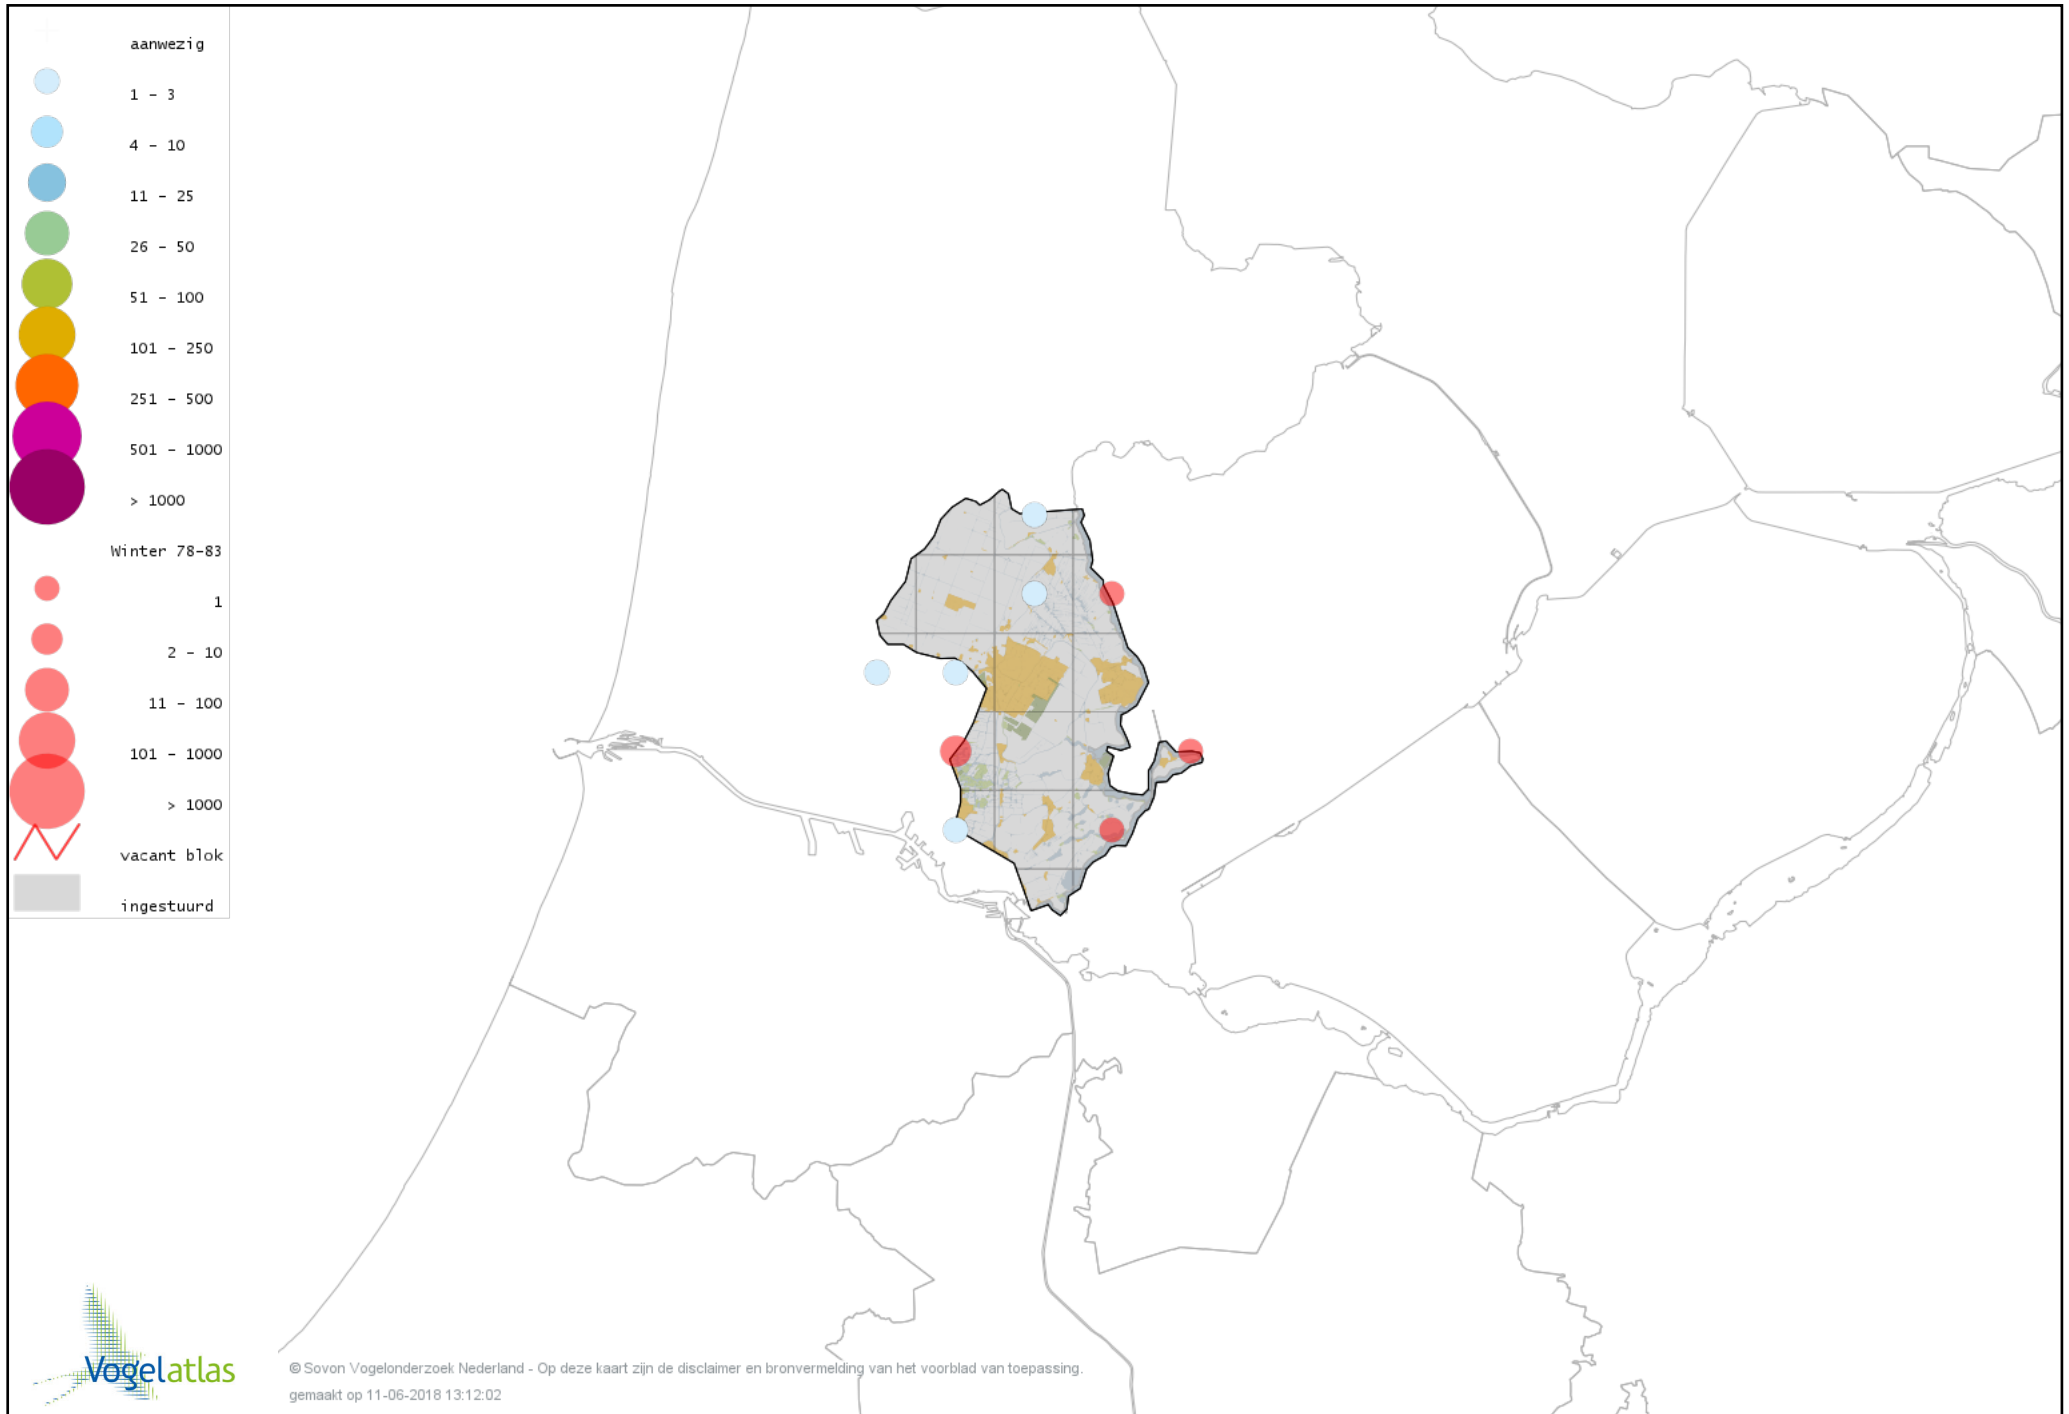 aanwezig
1 - 3
4 - 10
11 - 25
26 - 50
51 - 100
101 - 250
251 - 500
501 - 1000
> 1000
Winter 78-83
1
2 - 10
11 - 100
101 - 1000
> 1000
vacant blok
ingestuurd
Vogelatlas
© Sovon Vogelonderzoek Nederland - Op deze kaart zijn de disclaimer en bronvermelding van het voorblad van toepassing.
gemaakt op 11-06-2018 13:12:02